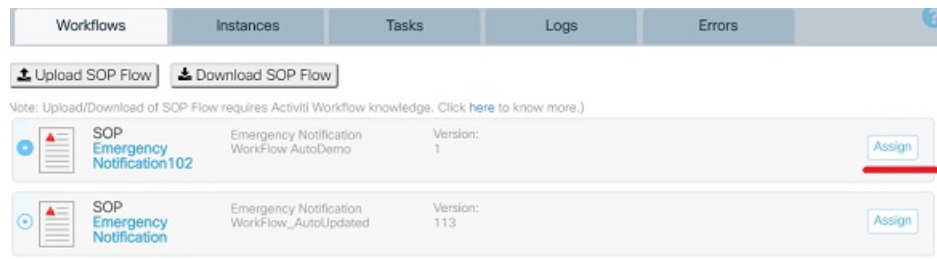 Workflows Instances Tasks Logs Errors
Upload SOP Flow Download SOP Flow
Note: Upload/Download of SOP Flow requires Activiti Workflow knowledge. Click here to know more.)
SOP
Emergency
Notification102
Emergency Notification
WorkFlow AutoDemo
Version:
1
Assign
SOP
Emergency
Notification
Emergency Notification
WorkFlow_AutoUpdated
Version:
113
Assign